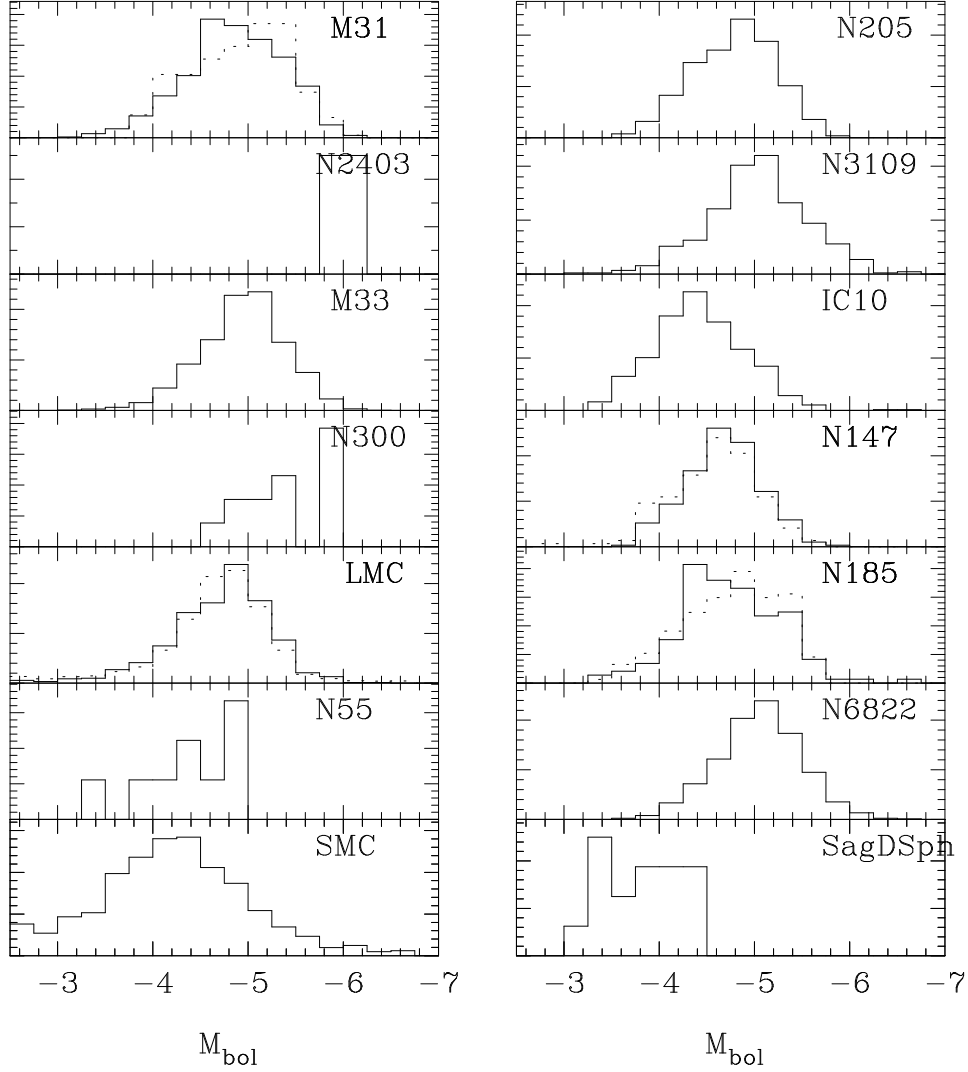 M31
N2403
M33
N300
LMC
N55
SMC
−3 −4 −5 −6 −7
M_bol
N205
N3109
IC10
N147
N185
N6822
SagDSph
−3 −4 −5 −6 −7
M_bol